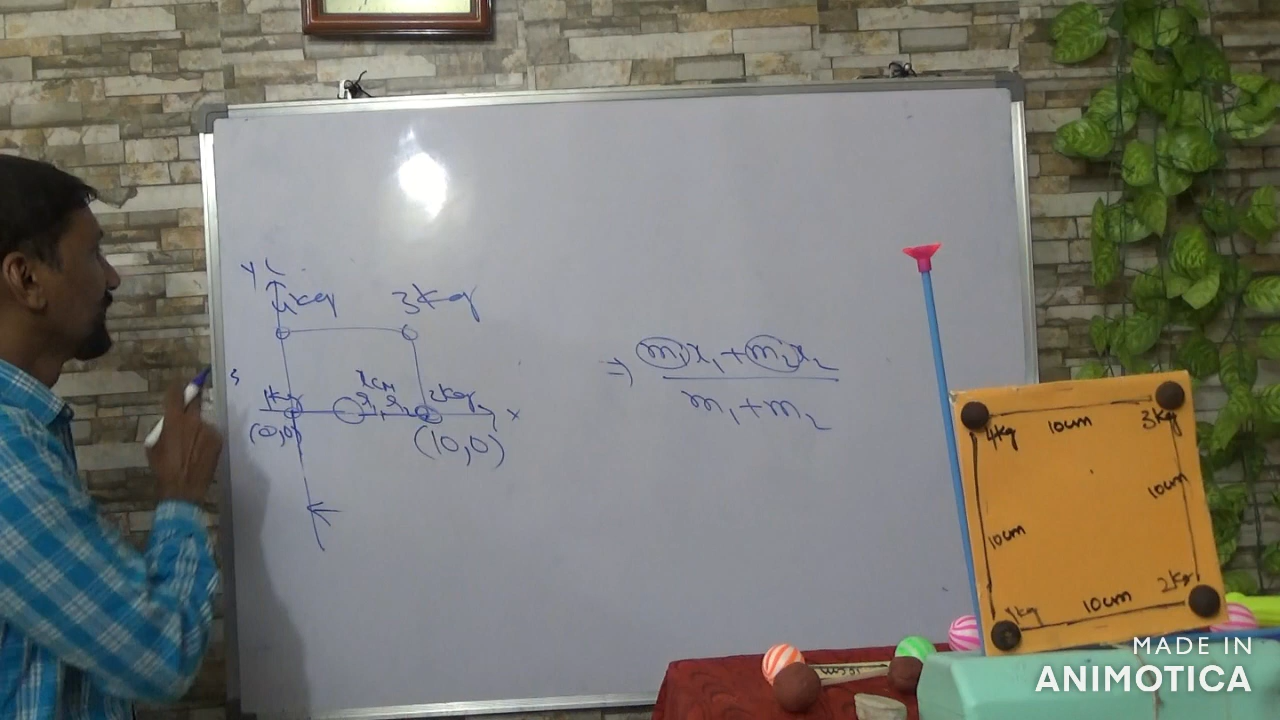 y
4kg 3kg
1kg 2kg x
(0,0) (10,0)
⇒ m₁x₁+m₂x₂
m₁+m₂
4kg 10cm 3kg
10cm
10cm
1kg 10cm 2kg
MADE IN
ANIMOTICA